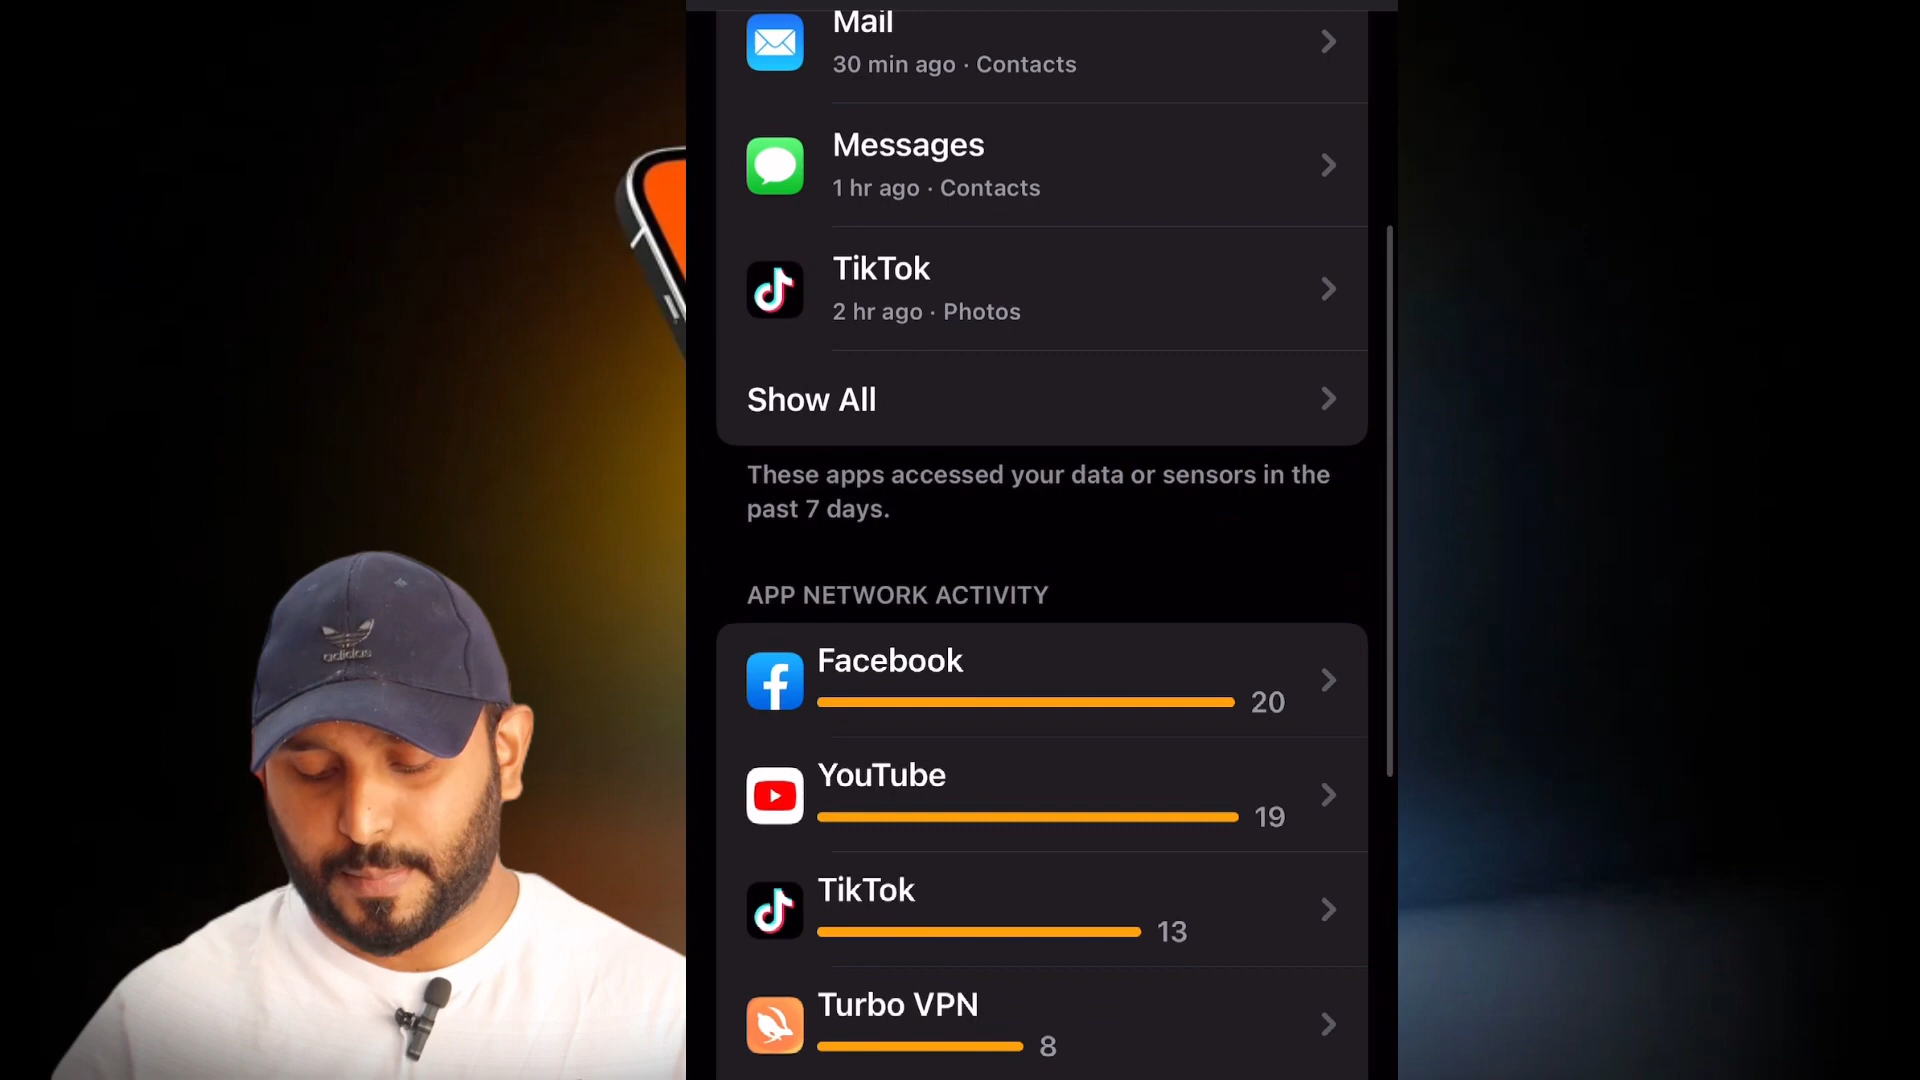 Mail
30 min ago · Contacts
Messages
1 hr ago · Contacts
TikTok
2 hr ago · Photos
Show All
These apps accessed your data or sensors in the
past 7 days.
APP NETWORK ACTIVITY
Facebook
20
YouTube
19
TikTok
13
Turbo VPN
8
adidas